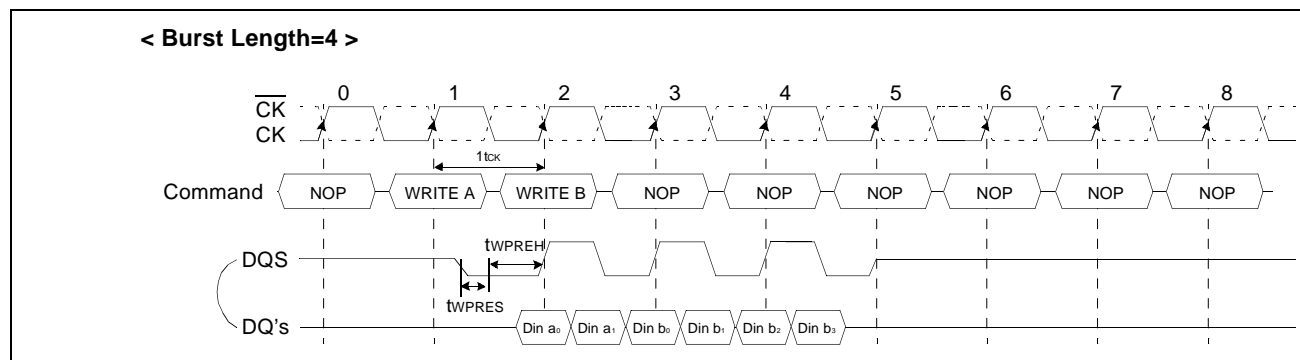 < Burst Length=4 >
0 1 2 3 4 5 6 7 8
CK
CK
1tCK
Command NOP WRITE A WRITE B NOP NOP NOP NOP NOP NOP
tWPREH
DQS
tWPRES
DQ's Din a0 Din a1 Din b0 Din b1 Din b2 Din b3